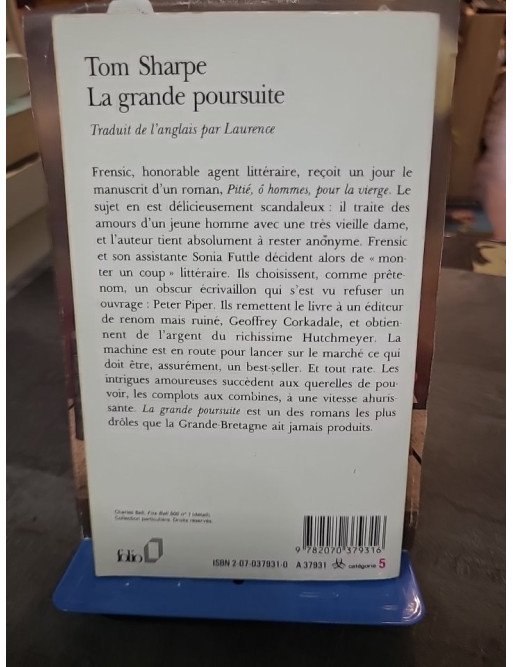 Tom Sharpe
La grande poursuite
Traduit de l'anglais par Laurence
Frensic, honorable agent littéraire, reçoit un jour le
manuscrit d'un roman, Pitié, ô hommes, pour la vierge. Le
sujet en est délicieusement scandaleux : il traite des
amours d'un jeune homme avec une très vieille dame,
et l'auteur tient absolument à rester anonyme. Frensic
et son assistante Sonia Futtle décident alors de « mon-
ter un coup » littéraire. Ils choisissent, comme prête-
nom, un obscur écrivaillon qui s'est vu refuser un
ouvrage : Peter Piper. Ils remettent le livre à un éditeur
de renom mais ruiné, Geoffrey Corkadale, et obtien-
nent de l'argent du richissime Hutchmeyer. La
machine est en route pour lancer sur le marché ce qui
doit être, assurément, un best-seller. Et tout rate. Les
intrigues amoureuses succèdent aux querelles de pou-
voir, les complots aux combines, à une vitesse ahuris-
sante. La grande poursuite est un des romans les plus
drôles que la Grande-Bretagne ait jamais produits.
Charles Bell, Fire Ball 500 n° 1 (détail).
Collection particulière. Droits réservés.
9 782070 379316
folio
ISBN 2-07-037931-0 A 37931 catégorie 5